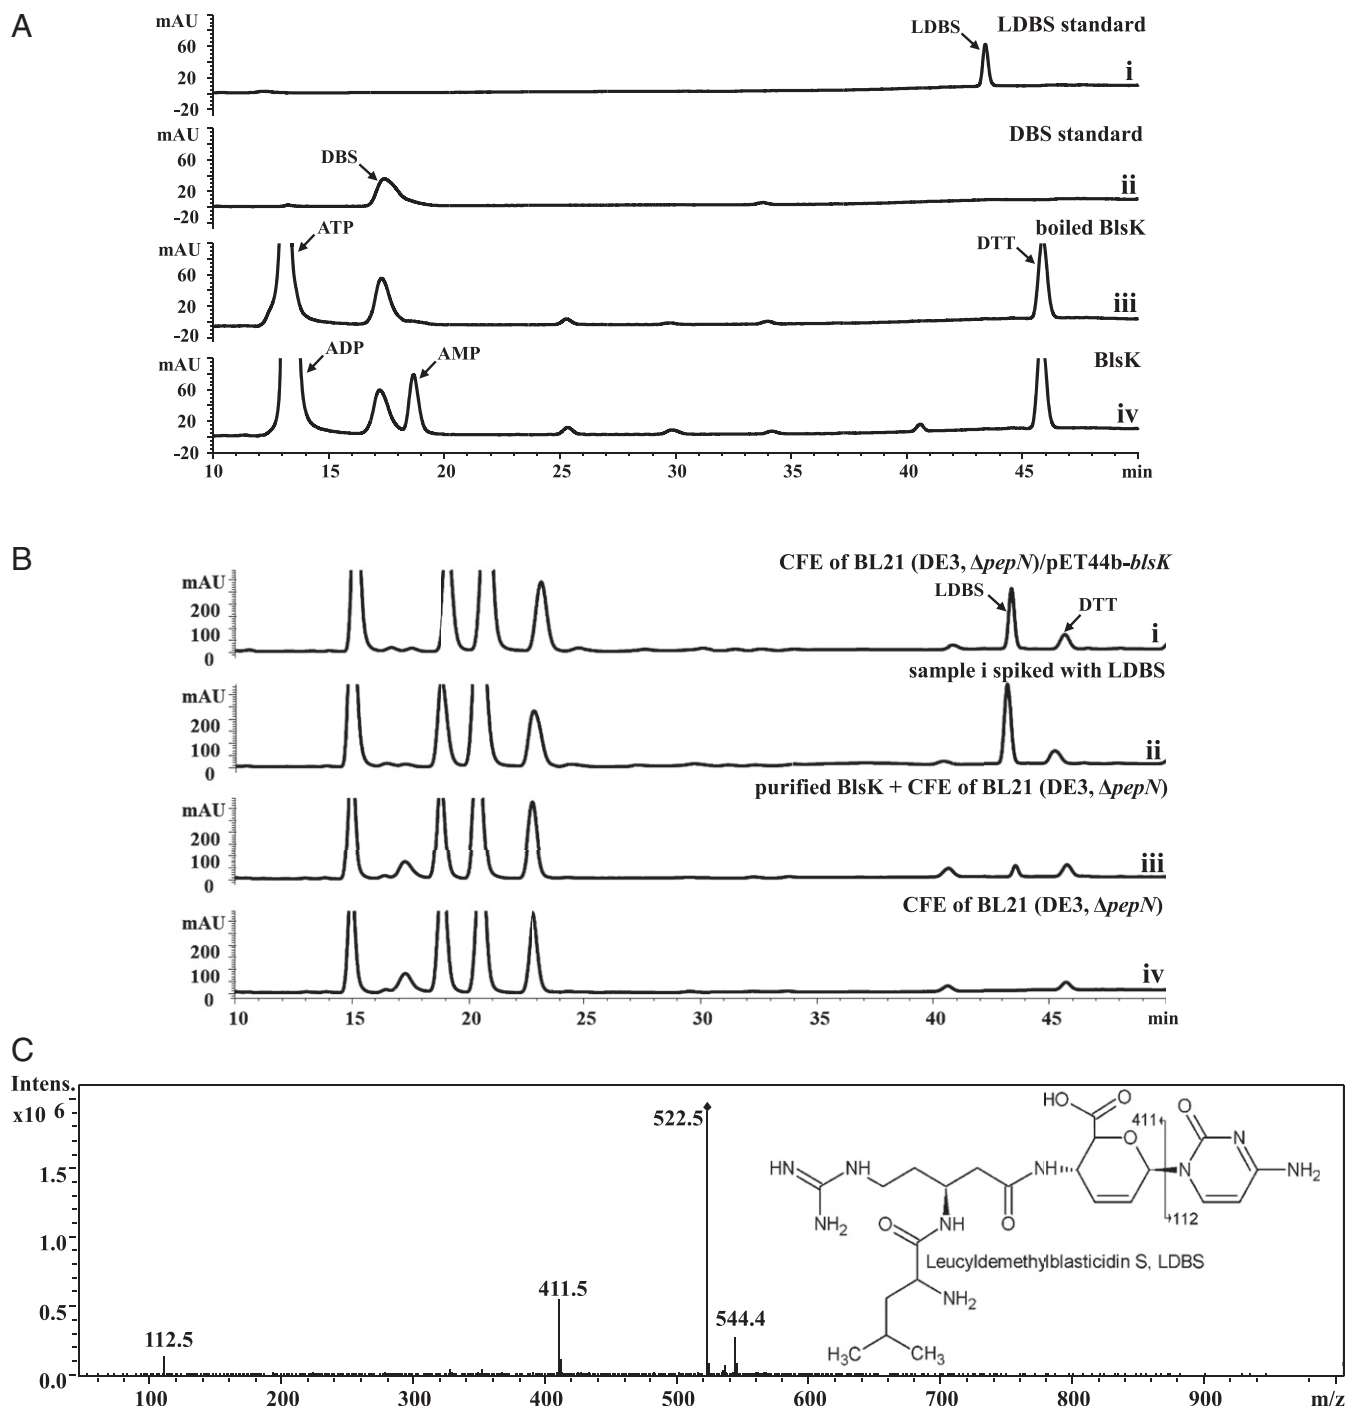 A
mAU
60
20
-20
LDBS
LDBS standard
i
mAU
60
20
-20
DBS
DBS standard
ii
mAU
60
20
-20
ATP
DTT
boiled BlsK
iii
mAU
60
20
-20
ADP
AMP
BlsK
iv
10 15 20 25 30 35 40 45 min
B
mAU
200
100
0
CFE of BL21 (DE3, ΔpepN)/pET44b-blsK
LDBS
DTT
i
mAU
200
100
0
sample i spiked with LDBS
ii
mAU
200
100
0
purified BlsK + CFE of BL21 (DE3, ΔpepN)
iii
mAU
200
100
0
CFE of BL21 (DE3, ΔpepN)
iv
10 15 20 25 30 35 40 45 min
C
Intens.
x10 6
1.5
1.0
0.5
0.0
112.5
411.5
522.5
544.4
HO
O
O
411
O
N
HN
NH
NH
N
NH2
NH2
O
NH
O
112
Leucyldemethylblasticidin S, LDBS
NH2
H3C
CH3
100 200 300 400 500 600 700 800 900 m/z